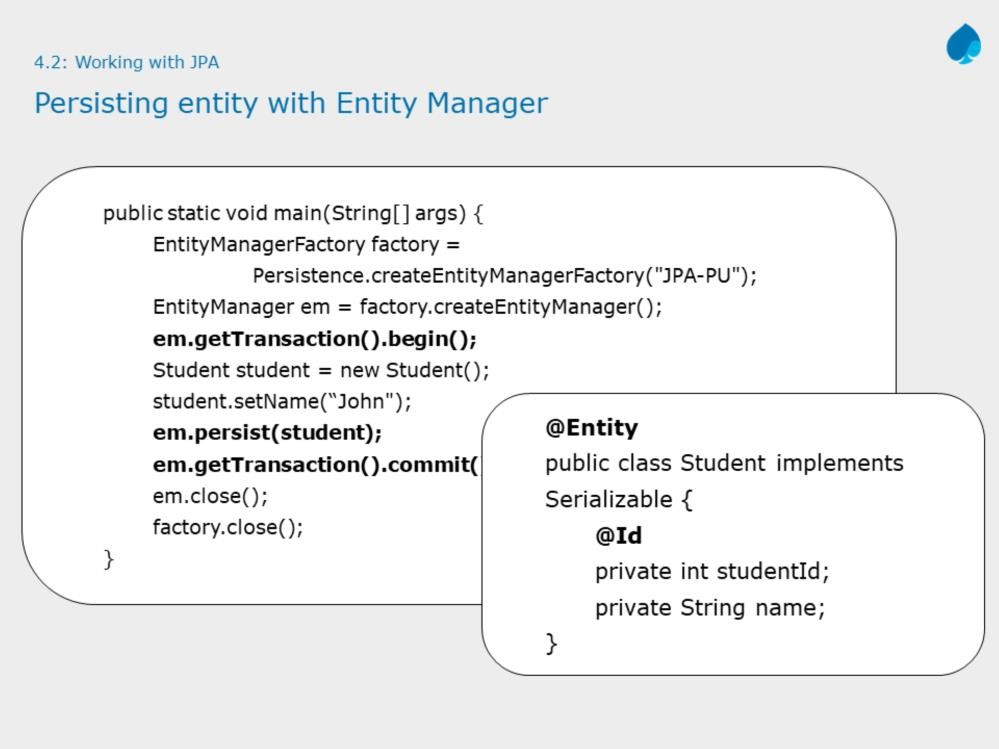 4.2: Working with JPA
Persisting entity with Entity Manager
public static void main(String[] args) {
EntityManagerFactory factory =
Persistence.createEntityManagerFactory("JPA-PU");
EntityManager em = factory.createEntityManager();
em.getTransaction().begin();
Student student = new Student();
student.setName(“John");
em.persist(student);
em.getTransaction().commit(
em.close();
factory.close();
}
@Entity
public class Student implements
Serializable {
@Id
private int studentId;
private String name;
}